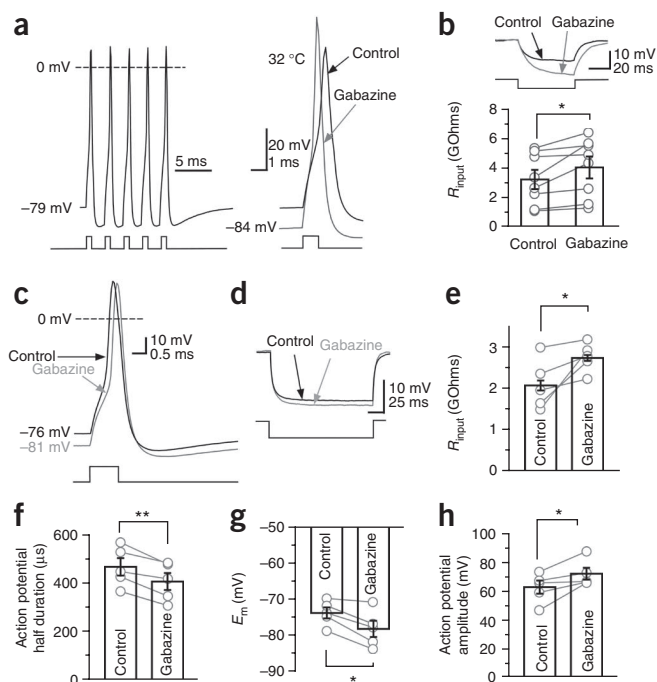 a
0 mV
5 ms
–79 mV
32 °C
Control
Gabazine
20 mV
1 ms
–84 mV
b
Control
Gabazine
10 mV
20 ms
*
R input (GOhms)
8
6
4
2
0
Control
Gabazine
c
0 mV
10 mV
0.5 ms
Control
Gabazine
–76 mV
–81 mV
d
Control
Gabazine
10 mV
25 ms
e
*
R input (GOhms)
3
2
1
0
Control
Gabazine
f
**
Action potential
half duration (µs)
600
400
200
0
Control
Gabazine
g
–50
–60
–70
–80
–90
E m (mV)
Control
Gabazine
*
h
*
Action potential
amplitude (mV)
100
80
60
40
20
0
Control
Gabazine